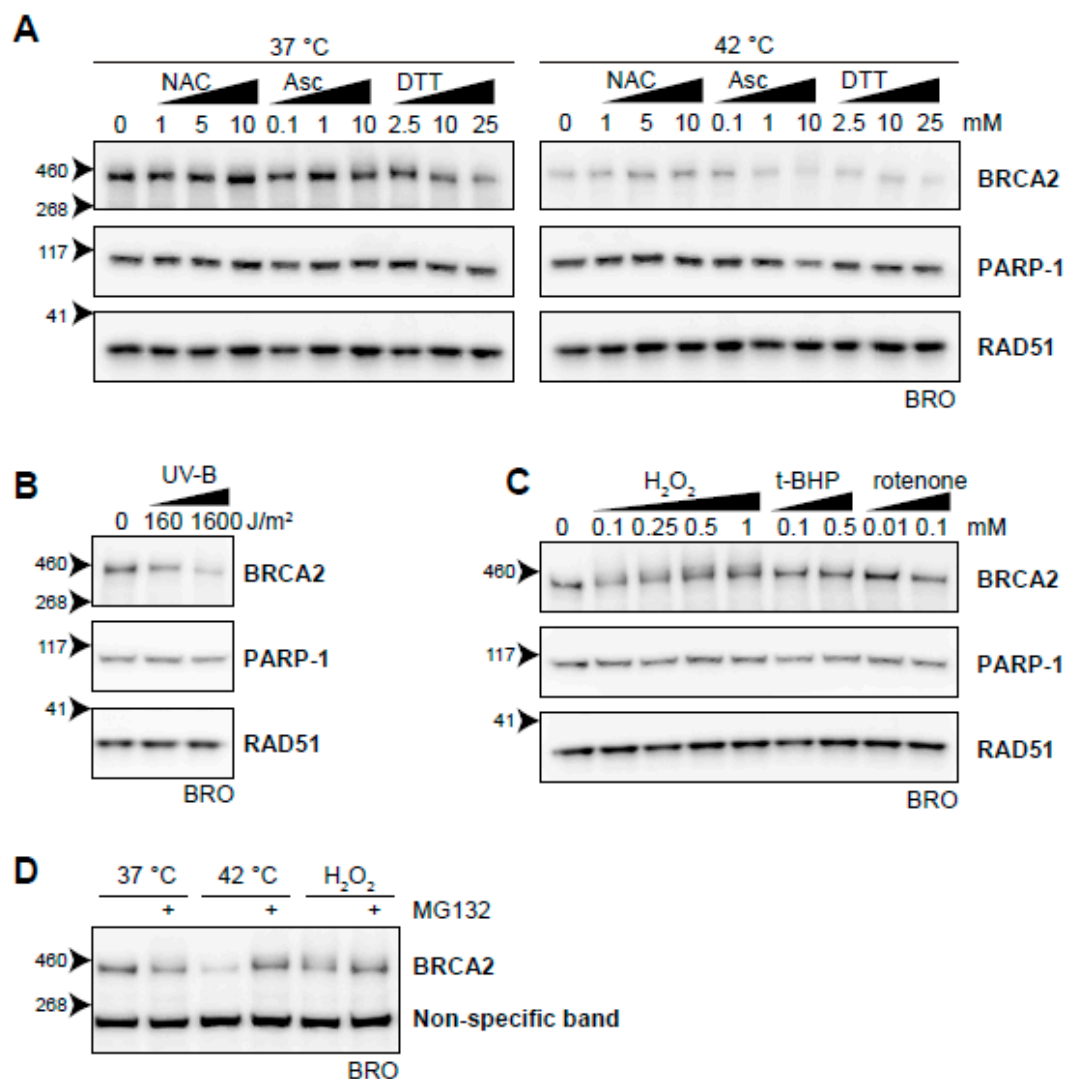 A
37 °C 42 °C
NAC Asc DTT NAC Asc DTT
0 1 5 10 0.1 1 10 2.5 10 25 0 1 5 10 0.1 1 10 2.5 10 25 mM
460 BRCA2
268
117 PARP-1
41
RAD51
BRO
B
UV-B
0 160 1600 J/m²
460 BRCA2
268
117 PARP-1
41
RAD51
BRO
C
H₂O₂ t-BHP rotenone
0 0.1 0.25 0.5 1 0.1 0.5 0.01 0.1 mM
460 BRCA2
117 PARP-1
41
RAD51
BRO
D
37 °C 42 °C H₂O₂
+ + + MG132
460 BRCA2
268
Non-specific band
BRO